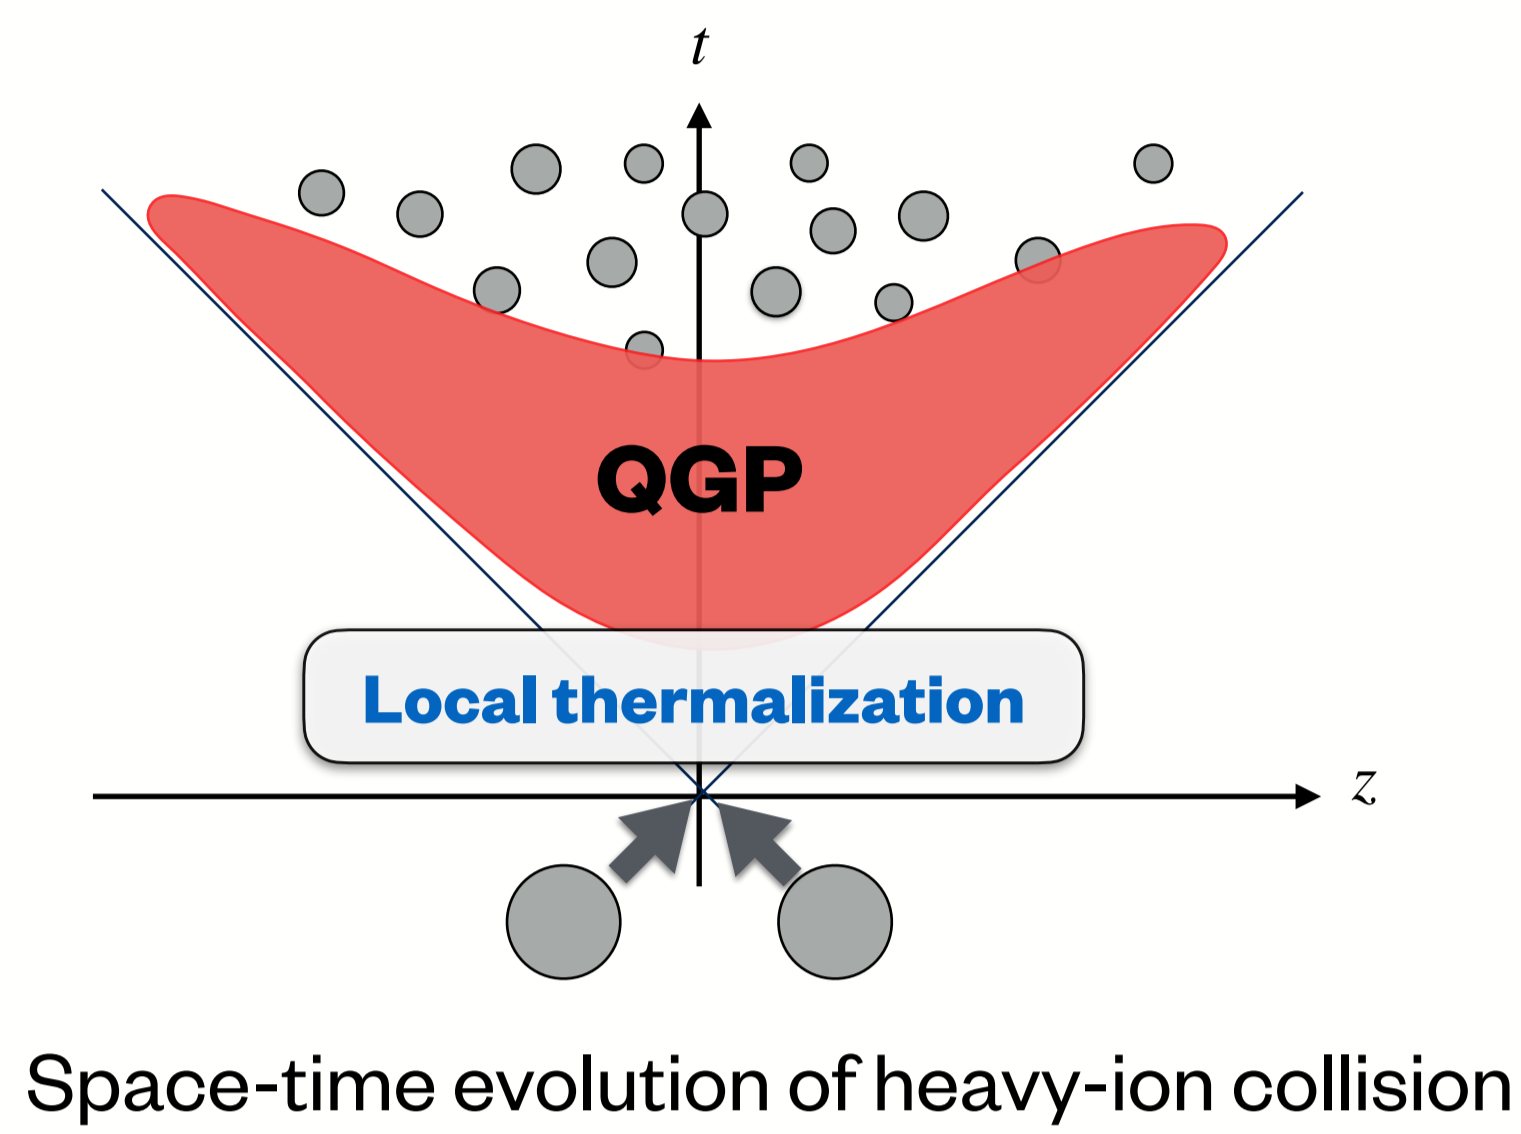 t
QGP
Local thermalization
z
Space-time evolution of heavy-ion collision